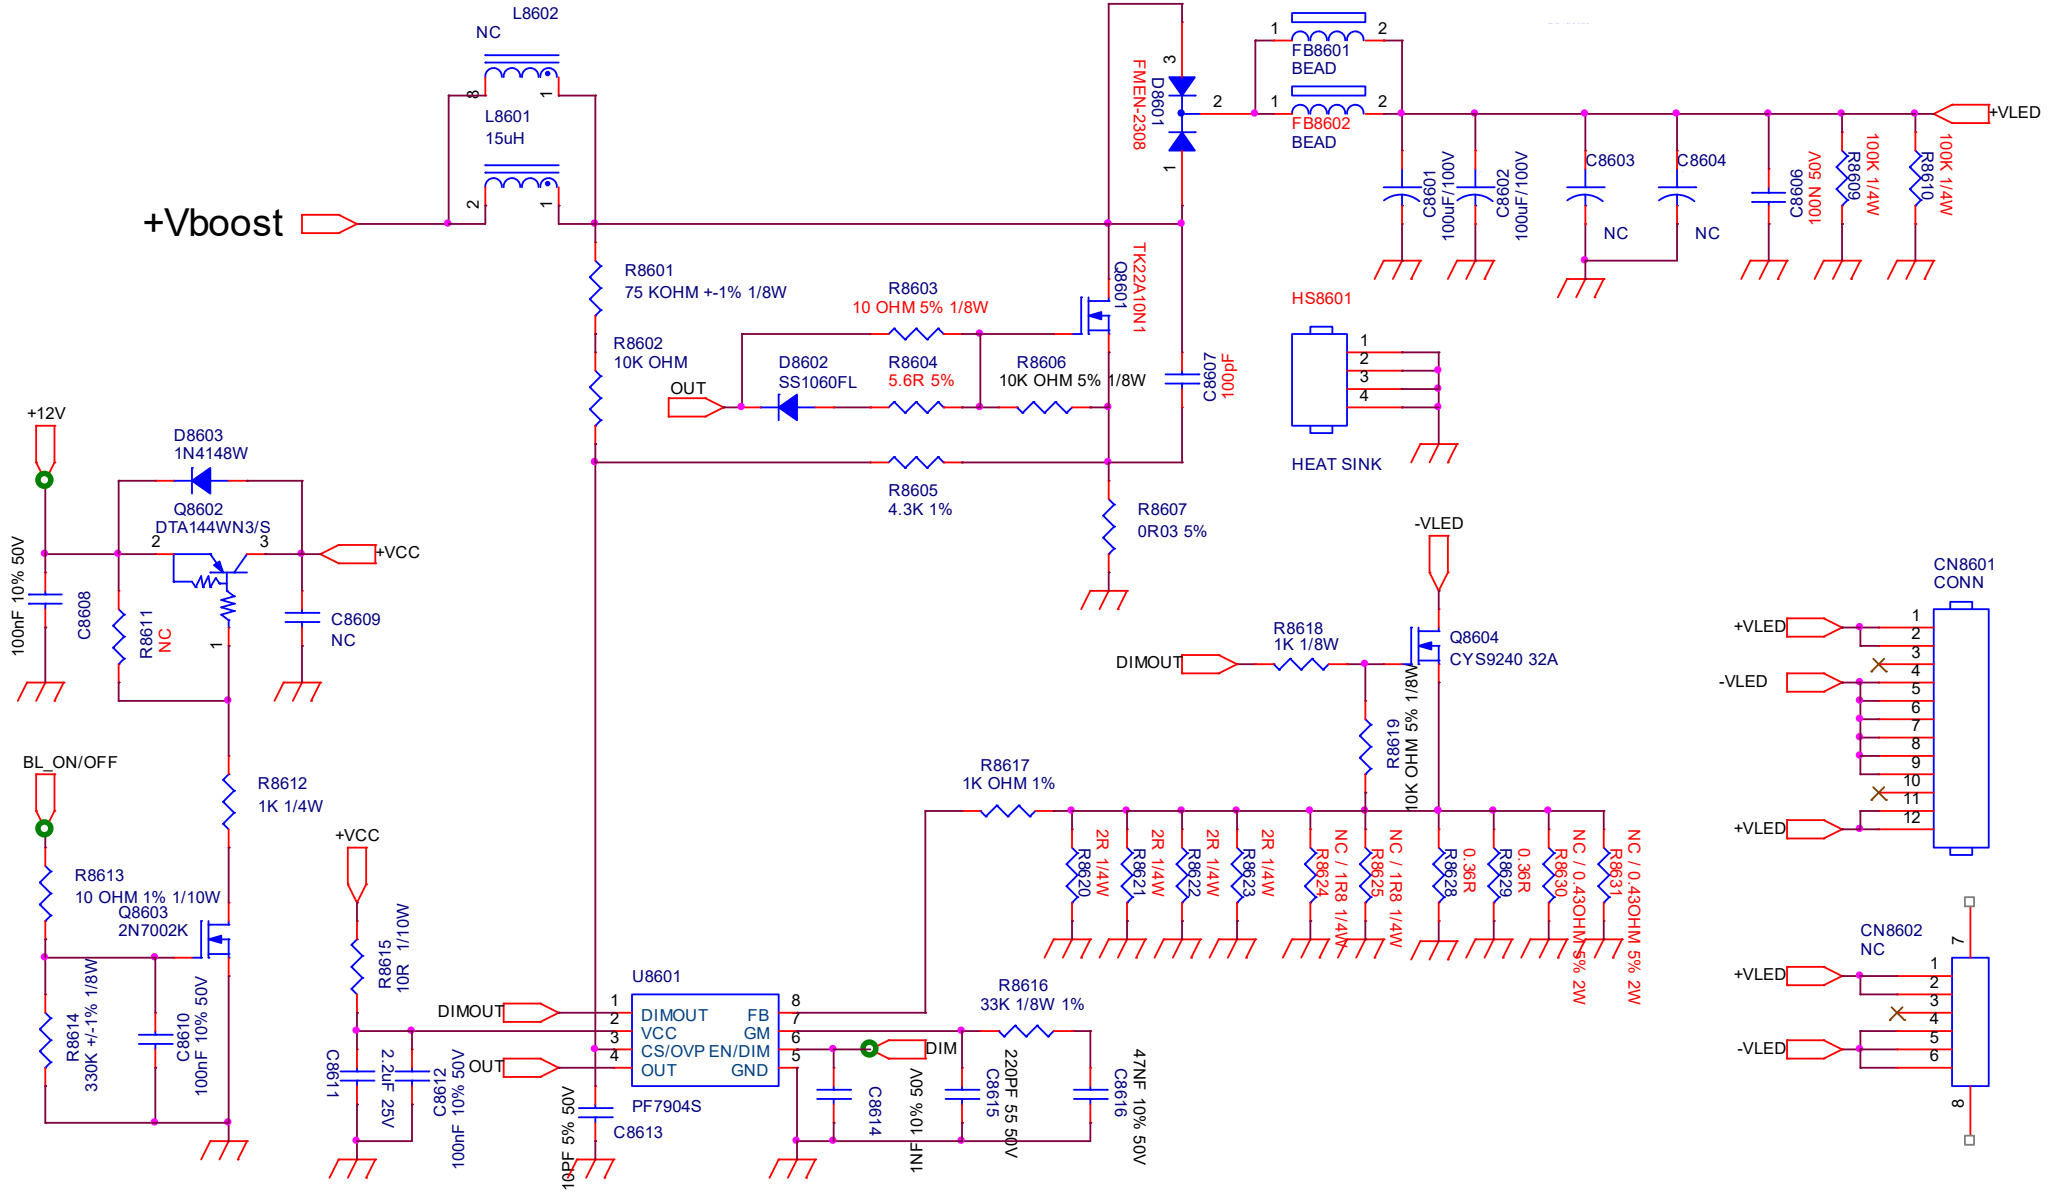 L8602
NC
8
1
L8601
15uH
2
1
+Vboost
R8601
75 KOHM +-1% 1/8W
R8602
10K OHM
R8603
10 OHM 5% 1/8W
D8602
SS1060FL
R8604
5.6R 5%
R8606
10K OHM 5% 1/8W
OUT
R8605
4.3K 1%
R8607
0R03 5%
Q8601
TK22A10N1
C8607
100pF
3
D8601
FMEN-2308
1
2
1
2
FB8601
BEAD
1
2
FB8602
BEAD
+VLED
C8601
100uF/100V
C8602
100uF/100V
C8603
NC
C8604
NC
C8606
100N 50V
R8609
100K 1/4W
R8610
100K 1/4W
HS8601
1
2
3
4
HEAT SINK
+12V
D8603
1N4148W
Q8602
DTA144WN3/S
2
3
1
+VCC
C8608
100nF 10% 50V
R8611
NC
C8609
NC
BL_ON/OFF
R8612
1K 1/4W
R8613
10 OHM 1% 1/10W
Q8603
2N7002K
R8614
330K +/-1% 1/8W
C8610
100nF 10% 50V
+VCC
R8615
10R 1/10W
C8611
2.2uF 25V
C8612
100nF 10% 50V
DIMOUT
OUT
U8601
1
2
3
4
DIMOUT
VCC
CS/OVP
OUT
FB
GM
EN/DIM
GND
8
7
6
5
PF7904S
10PF 5% 50V
C8613
DIM
R8616
33K 1/8W 1%
C8614
1NF 10% 50V
C8615
220PF 55 50V
C8616
47NF 10% 50V
R8617
1K OHM 1%
-VLED
DIMOUT
R8618
1K 1/8W
Q8604
CYS9240 32A
R8619
10K OHM 5% 1/8W
R8620
2R 1/4W
R8621
2R 1/4W
R8622
2R 1/4W
R8623
2R 1/4W
R8624
NC / 1R8 1/4W
R8625
NC / 1R8 1/4W
R8628
0.36R
R8629
0.36R
R8630
NC / 0.43OHM 5% 2W
R8631
NC / 0.43OHM 5% 2W
CN8601
CONN
+VLED
-VLED
+VLED
1
2
3
4
5
6
7
8
9
10
11
12
CN8602
NC
+VLED
-VLED
7
1
2
3
4
5
6
8